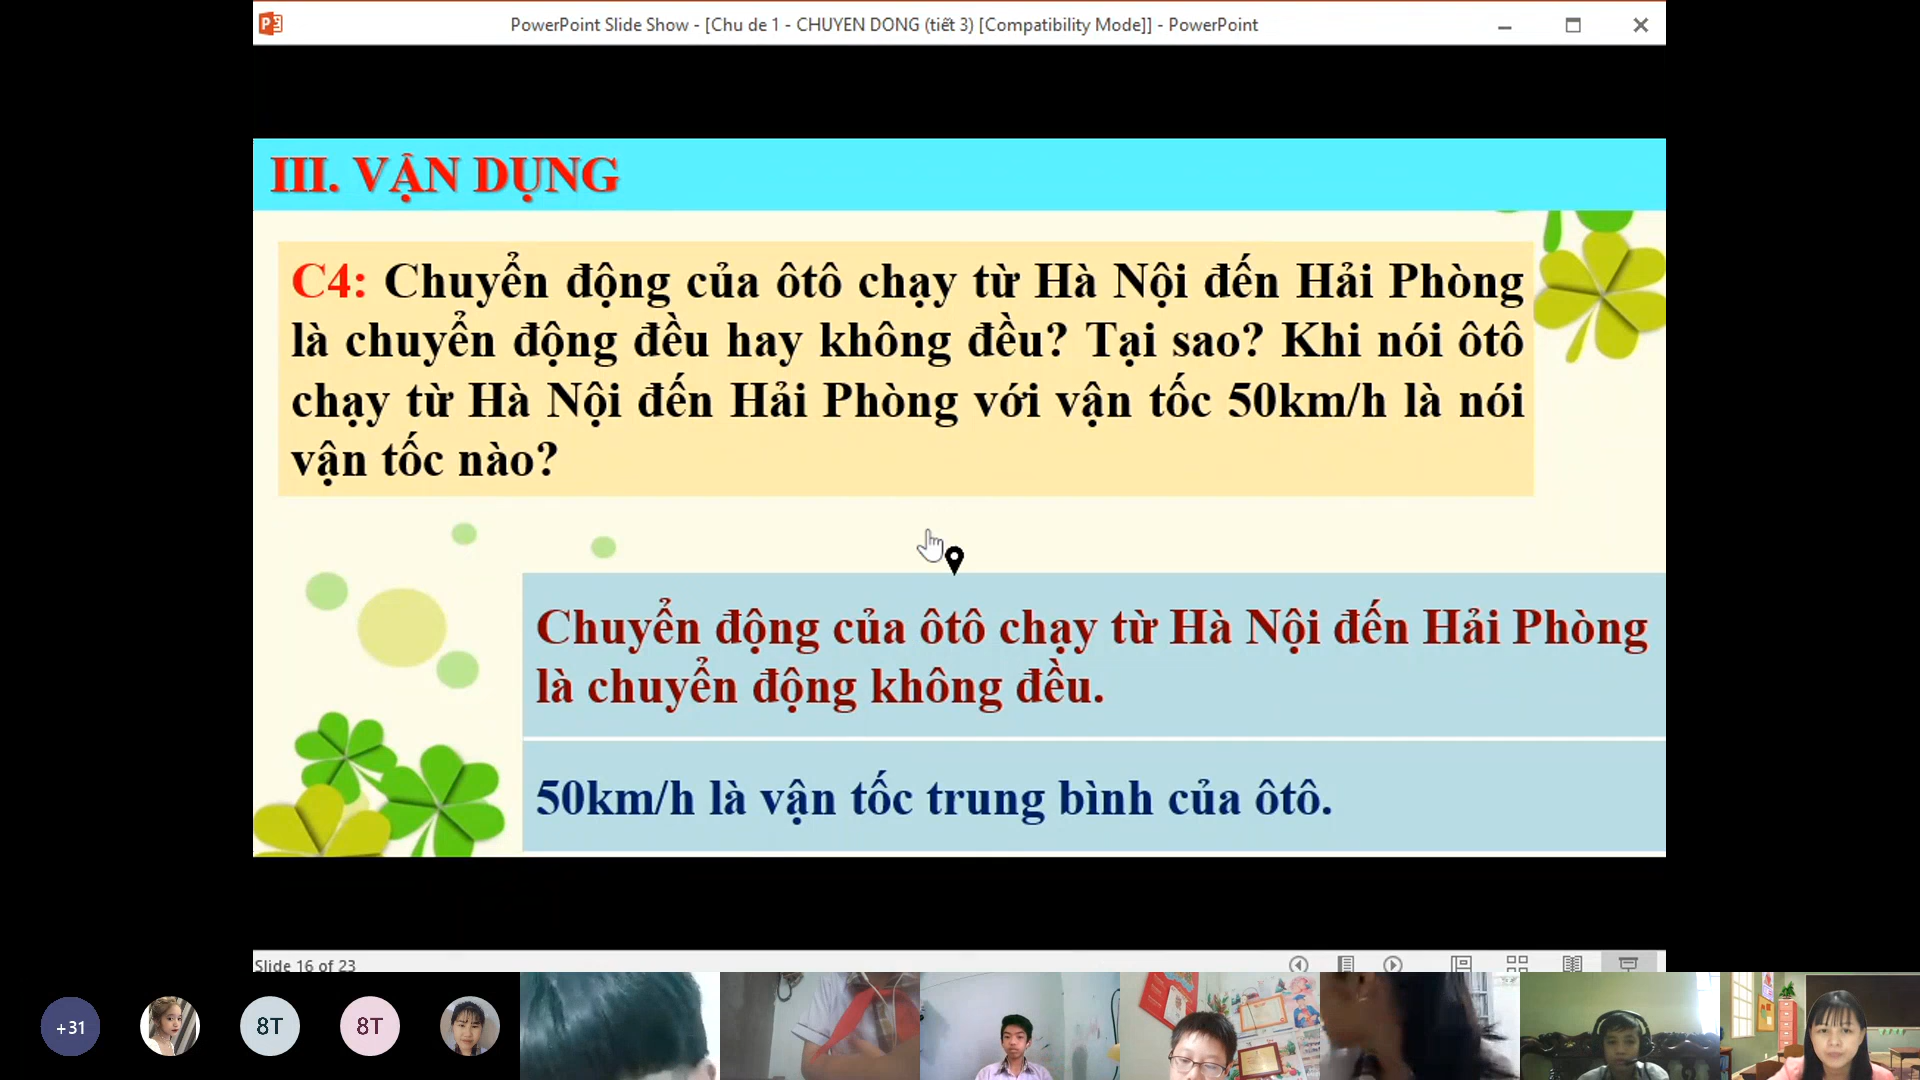 PowerPoint Slide Show - [Chu de 1 - CHUYEN DONG (tiết 3) [Compatibility Mode]] - PowerPoint
III. VẬN DỤNG
C4: Chuyển động của ôtô chạy từ Hà Nội đến Hải Phòng
là chuyển động đều hay không đều? Tại sao? Khi nói ôtô
chạy từ Hà Nội đến Hải Phòng với vận tốc 50km/h là nói
vận tốc nào?
Chuyển động của ôtô chạy từ Hà Nội đến Hải Phòng
là chuyển động không đều.
50km/h là vận tốc trung bình của ôtô.
Slide 16 of 23
+31
8T
8T